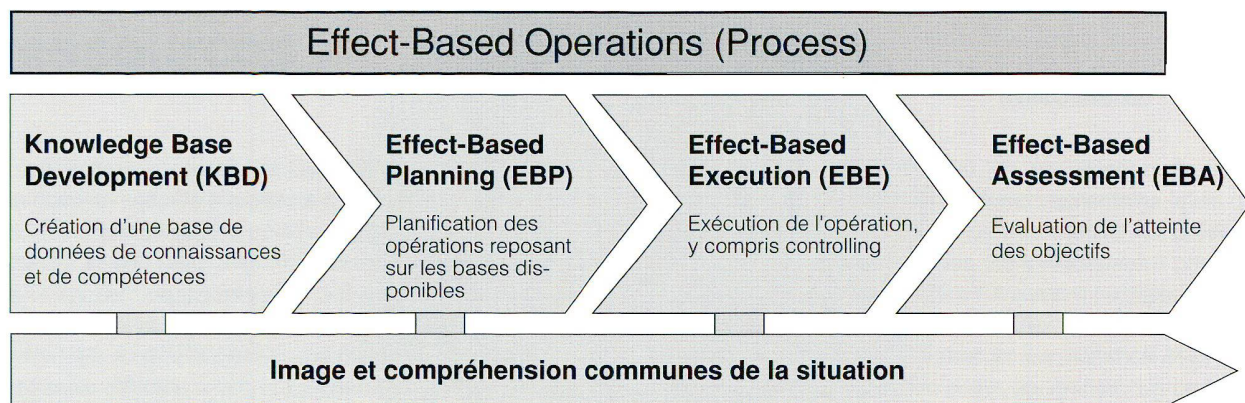 Effect-Based Operations (Process)
Knowledge Base
Development (KBD)
Création d'une base de
données de connaissances
et de compétences
Effect-Based
Planning (EBP)
Planification des
opérations reposant
sur les bases dis-
ponibles
Effect-Based
Execution (EBE)
Exécution de l'opération,
y compris controlling
Effect-Based
Assessment (EBA)
Evaluation de l'atteinte
des objectifs
Image et compréhension communes de la situation